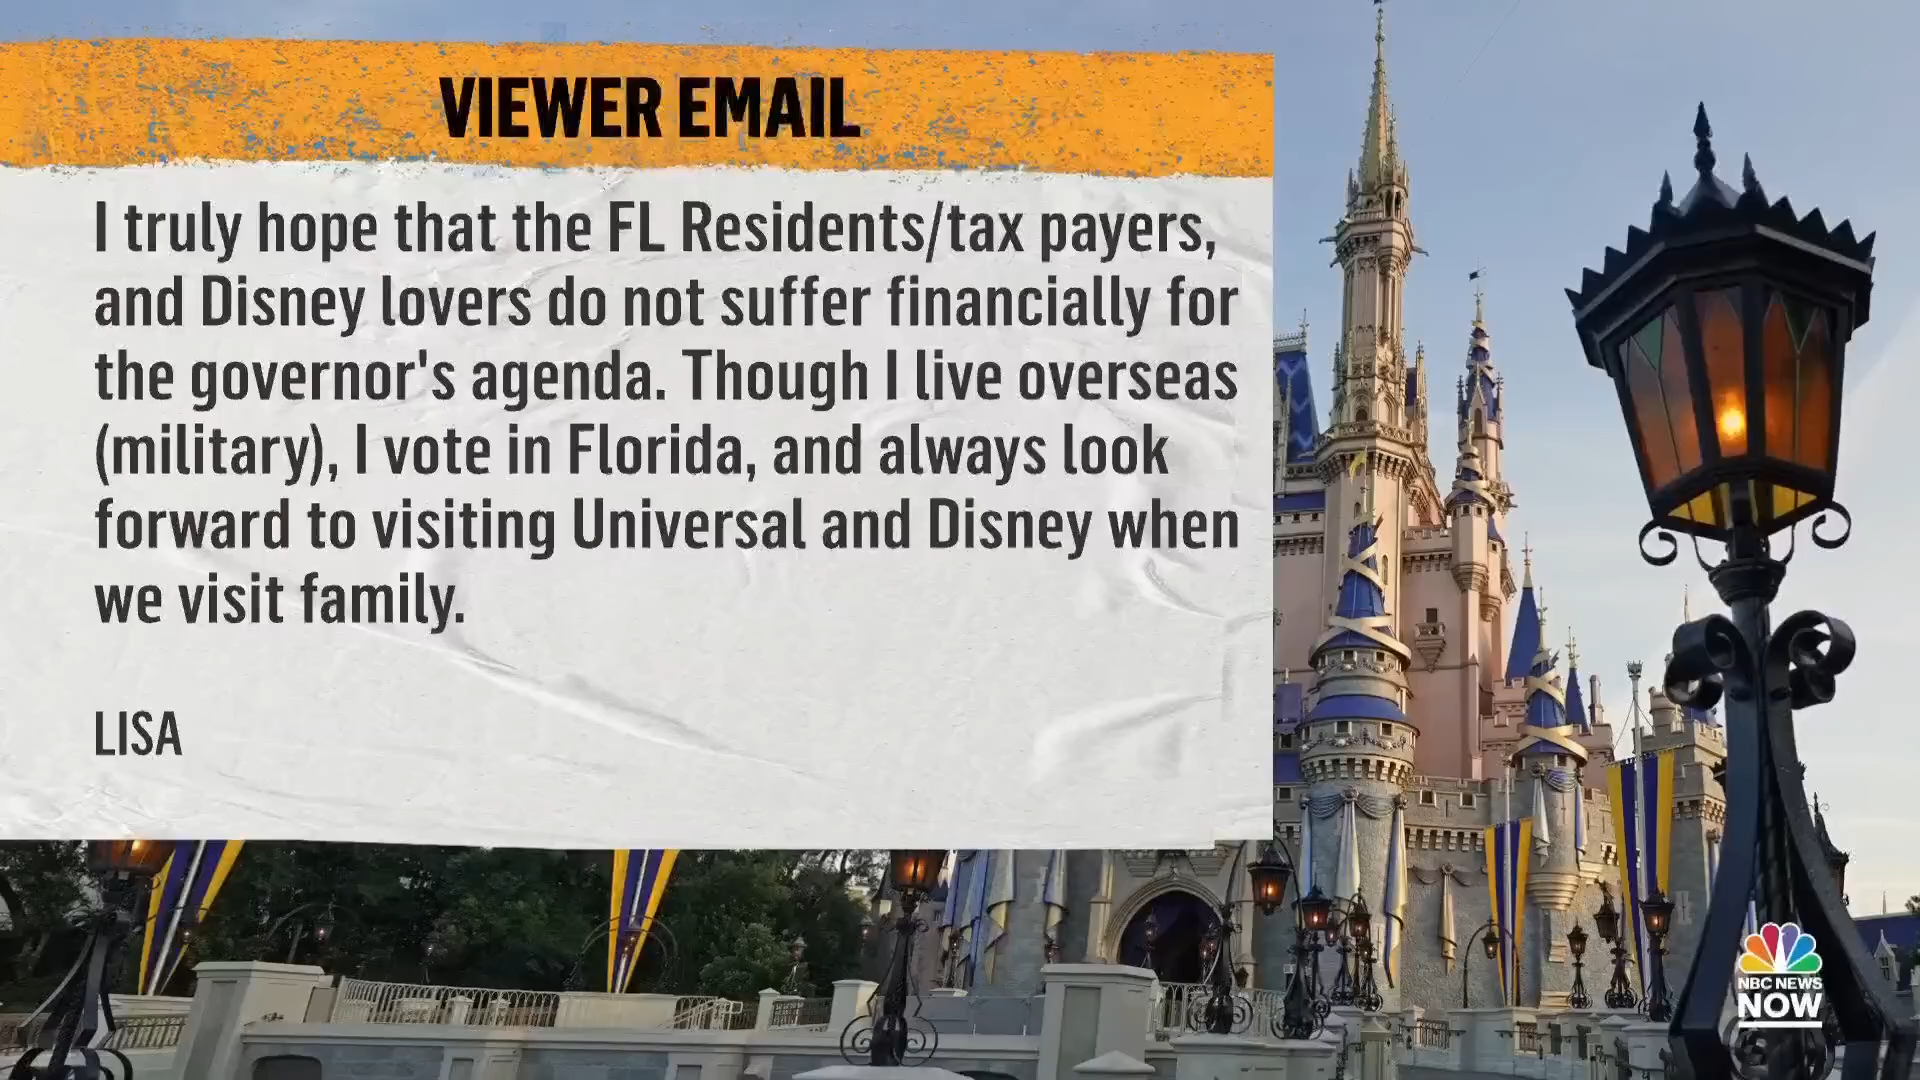 VIEWER EMAIL
I truly hope that the FL Residents/tax payers,
and Disney lovers do not suffer financially for
the governor's agenda. Though I live overseas
(military), I vote in Florida, and always look
forward to visiting Universal and Disney when
we visit family.
LISA
NBC NEWS
NOW